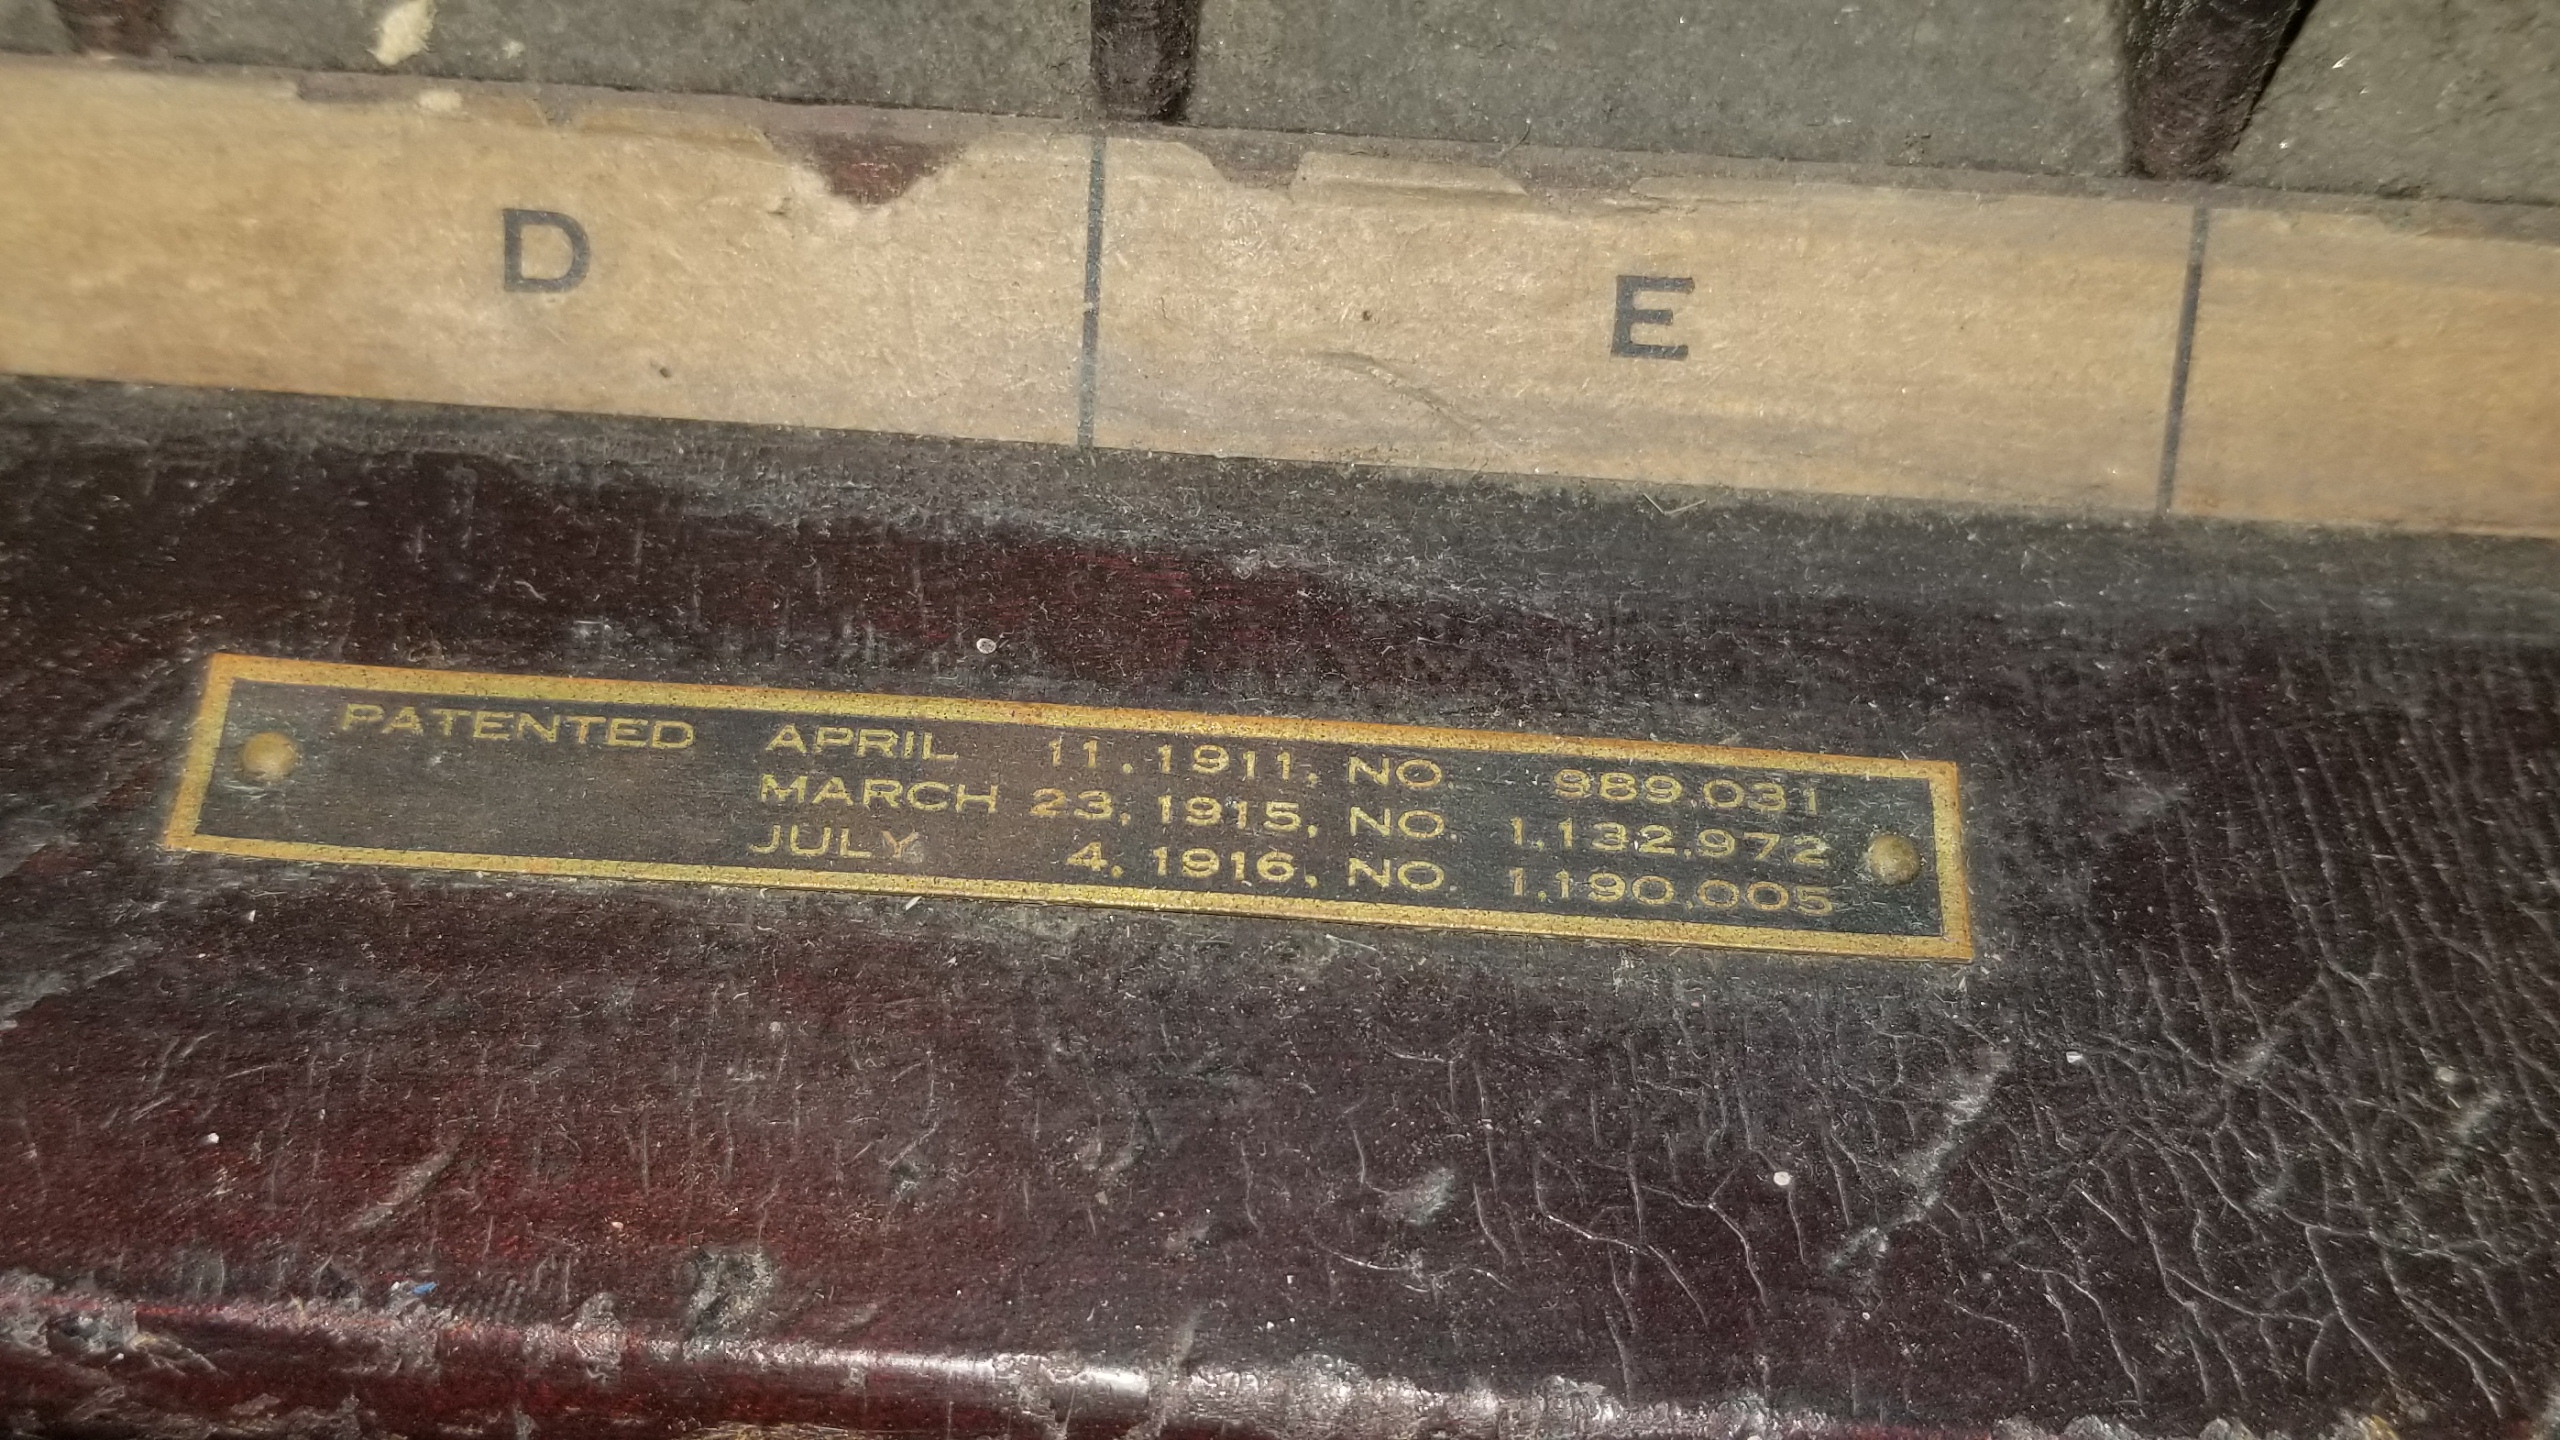 D E
PATENTED APRIL 11, 1911, NO. 989,031
MARCH 23, 1915, NO. 1,132,972
JULY 4, 1916, NO. 1,190,005